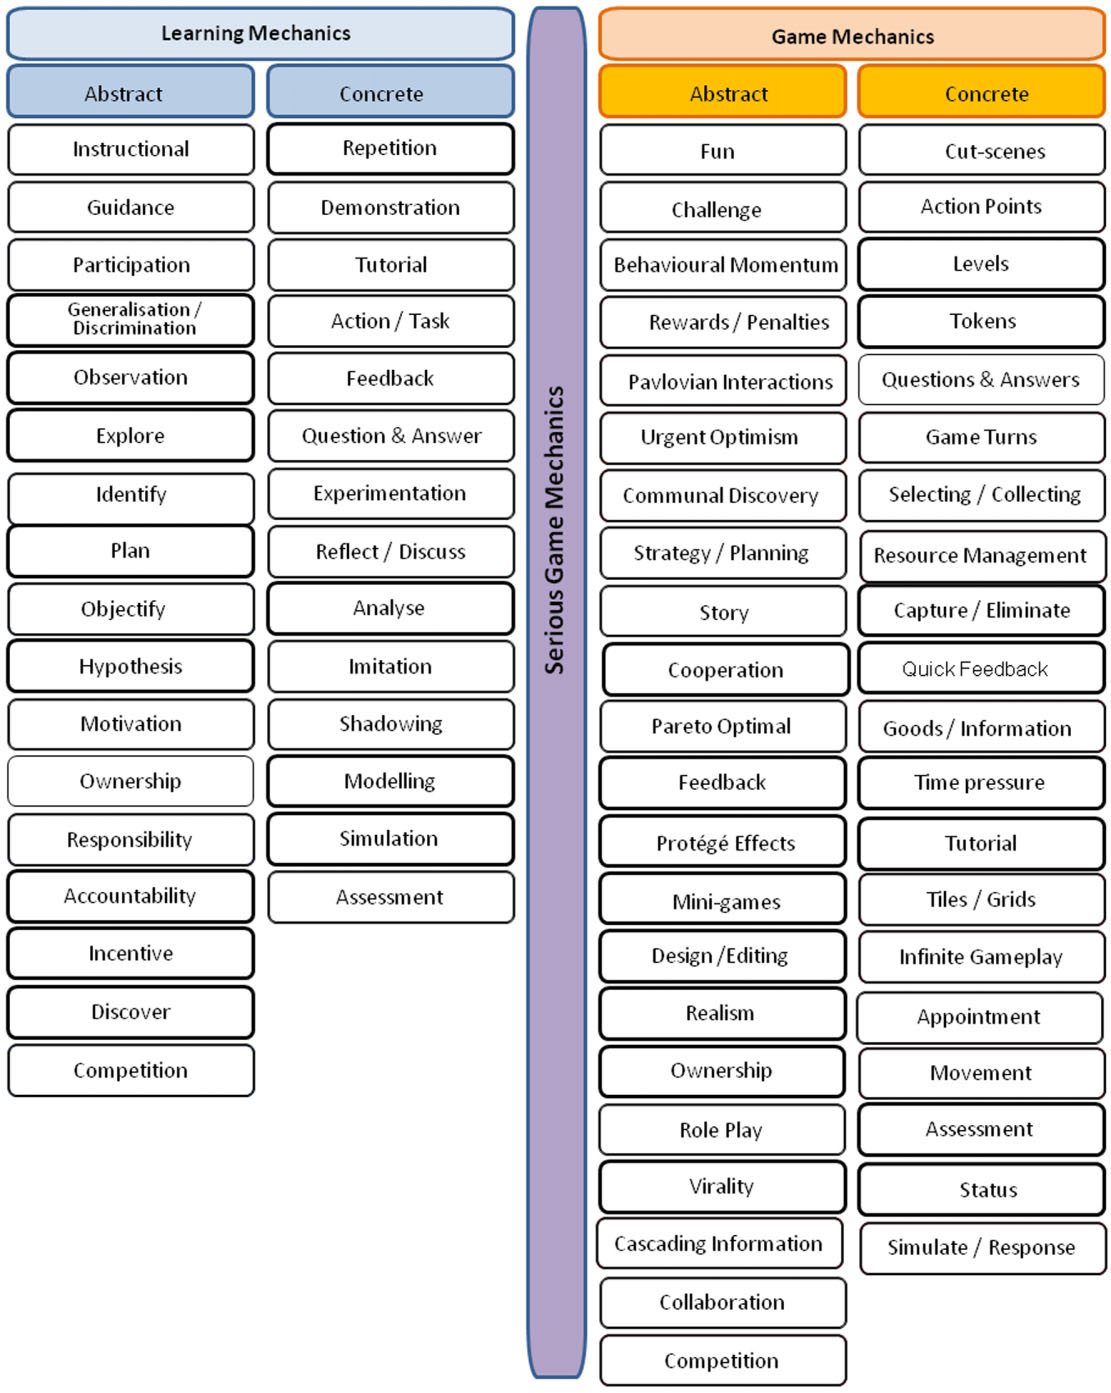 Learning Mechanics
Abstract
Instructional
Guidance
Participation
Generalisation /
Discrimination
Observation
Explore
Identify
Plan
Objectify
Hypothesis
Motivation
Ownership
Responsibility
Accountability
Incentive
Discover
Competition
Concrete
Repetition
Demonstration
Tutorial
Action / Task
Feedback
Question & Answer
Experimentation
Reflect / Discuss
Analyse
Imitation
Shadowing
Modelling
Simulation
Assessment
Serious Game Mechanics
Game Mechanics
Abstract
Fun
Challenge
Behavioural Momentum
Rewards / Penalties
Pavlovian Interactions
Urgent Optimism
Communal Discovery
Strategy / Planning
Story
Cooperation
Pareto Optimal
Feedback
Protégé Effects
Mini-games
Design /Editing
Realism
Ownership
Role Play
Virality
Cascading Information
Collaboration
Competition
Concrete
Cut-scenes
Action Points
Levels
Tokens
Questions & Answers
Game Turns
Selecting / Collecting
Resource Management
Capture / Eliminate
Quick Feedback
Goods / Information
Time pressure
Tutorial
Tiles / Grids
Infinite Gameplay
Appointment
Movement
Assessment
Status
Simulate / Response